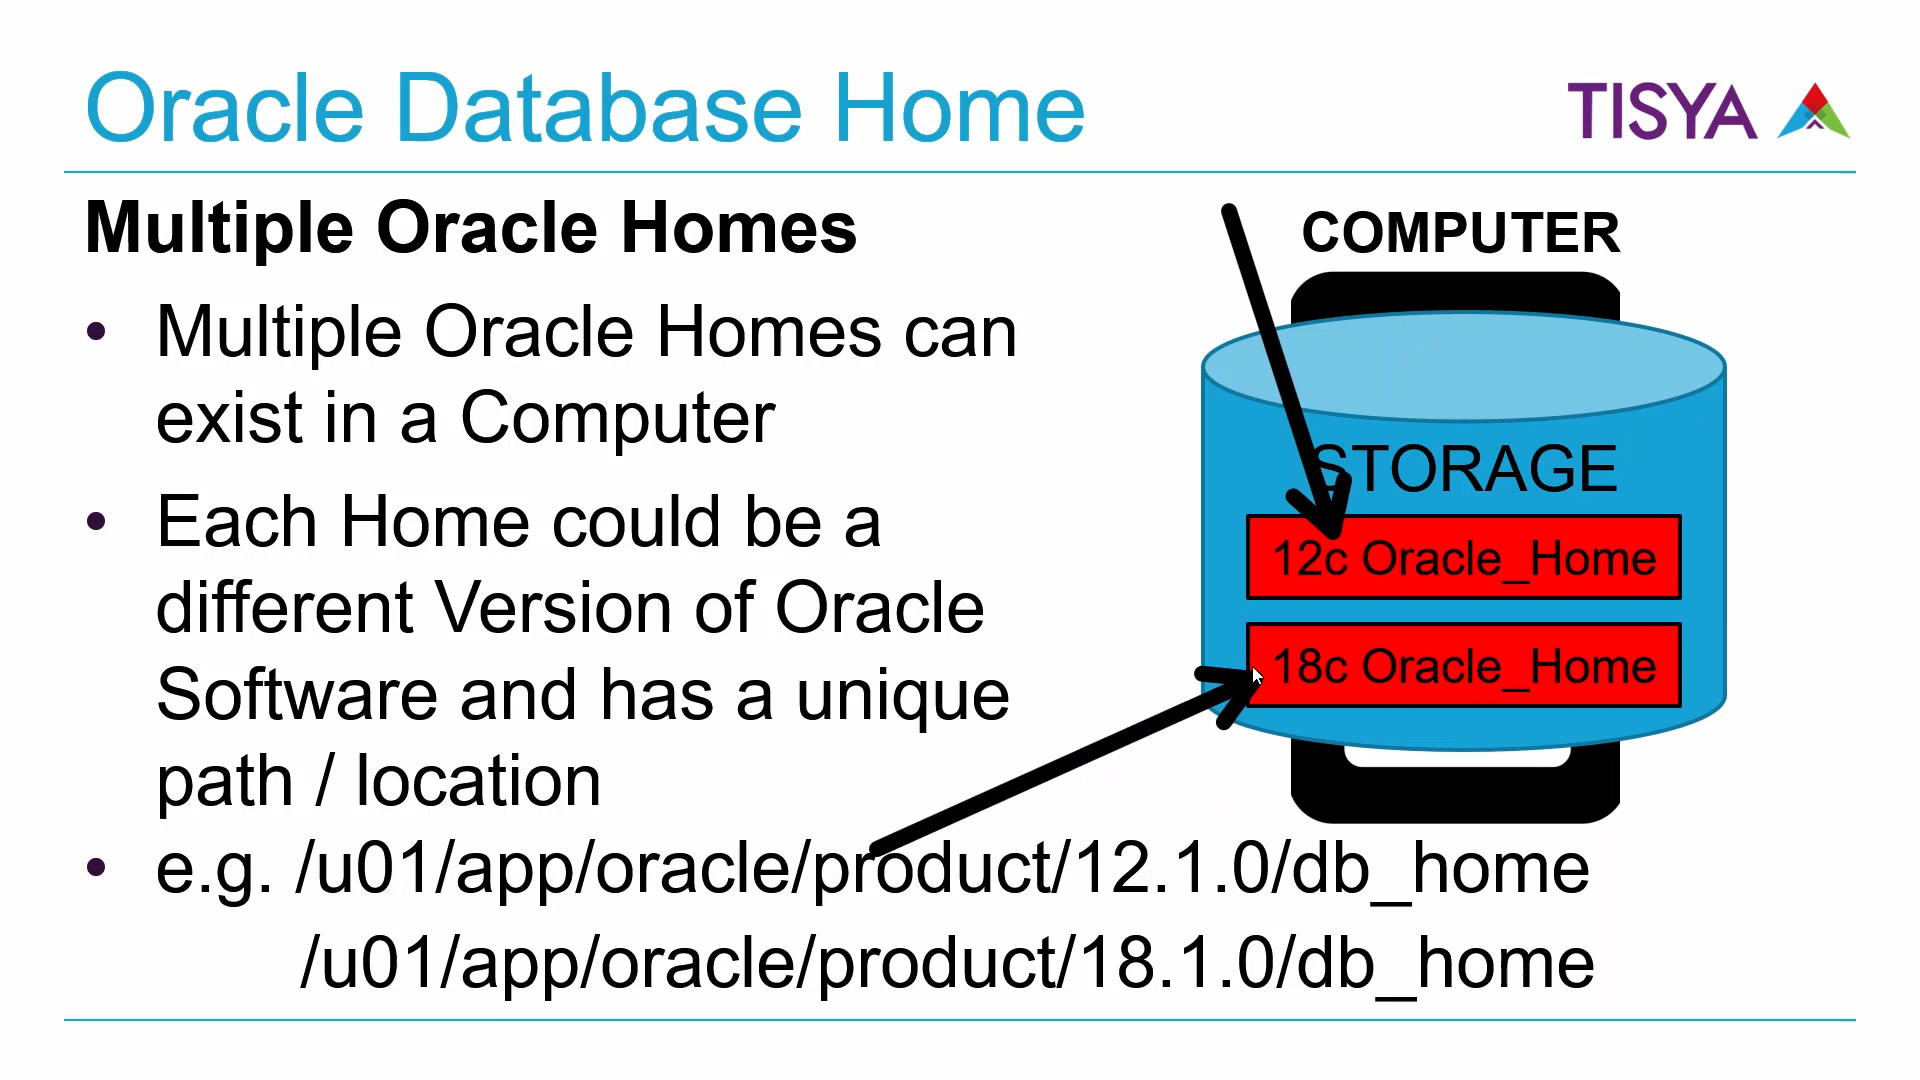 Oracle Database Home
TISYA
Multiple Oracle Homes
• Multiple Oracle Homes can
exist in a Computer
• Each Home could be a
different Version of Oracle
Software and has a unique
path / location
• e.g. /u01/app/oracle/product/12.1.0/db_home
/u01/app/oracle/product/18.1.0/db_home
COMPUTER
STORAGE
12c Oracle_Home
18c Oracle_Home